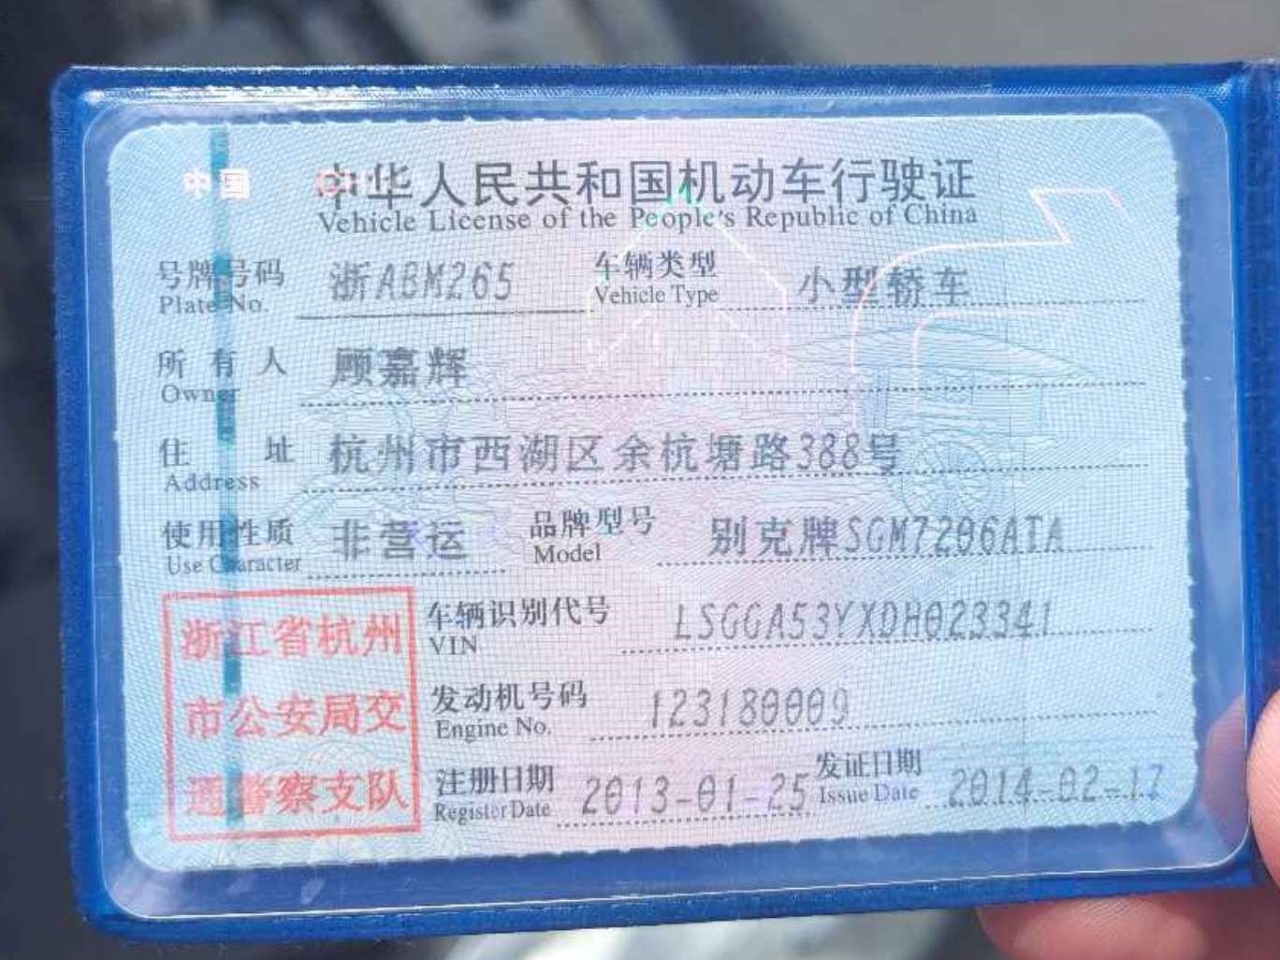 中国
中华人民共和国机动车行驶证
Vehicle License of the People's Republic of China
号牌号码 浙ABM265 车辆类型 小型轿车
Plate No. Vehicle Type
所有人 顾嘉辉
Owner
住址 杭州市西湖区余杭塘路388号
Address
使用性质 非营运 品牌型号 别克牌SGM7206ATA
Use Character Model
浙江省杭州
市公安局交
通警察支队
车辆识别代号 LSGGA53YXDH023341
VIN
发动机号码 123180009
Engine No.
注册日期 2013-01-25 发证日期 2014-02-17
Register Date Issue Date